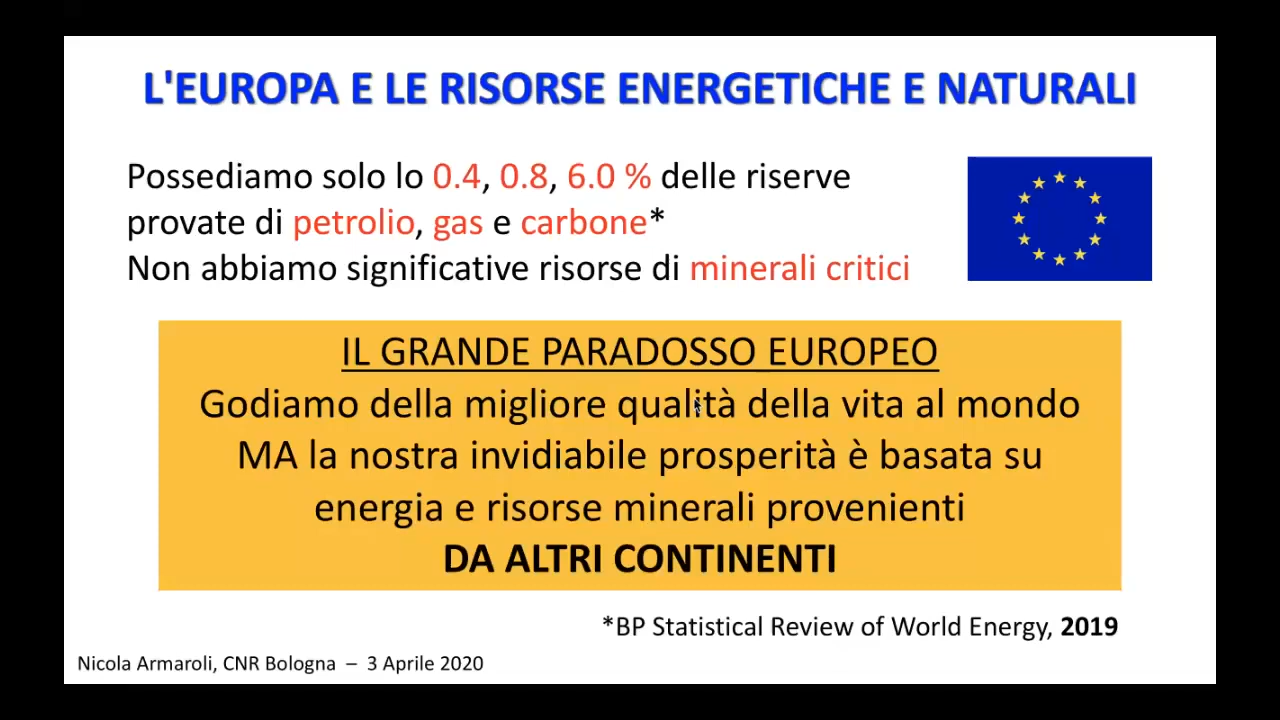 L'EUROPA E LE RISORSE ENERGETICHE E NATURALI
Possediamo solo lo 0.4, 0.8, 6.0 % delle riserve
provate di petrolio, gas e carbone*
Non abbiamo significative risorse di minerali critici
IL GRANDE PARADOSSO EUROPEO
Godiamo della migliore qualità della vita al mondo
MA la nostra invidiabile prosperità è basata su
energia e risorse minerali provenienti
DA ALTRI CONTINENTI
*BP Statistical Review of World Energy, 2019
Nicola Armaroli, CNR Bologna – 3 Aprile 2020